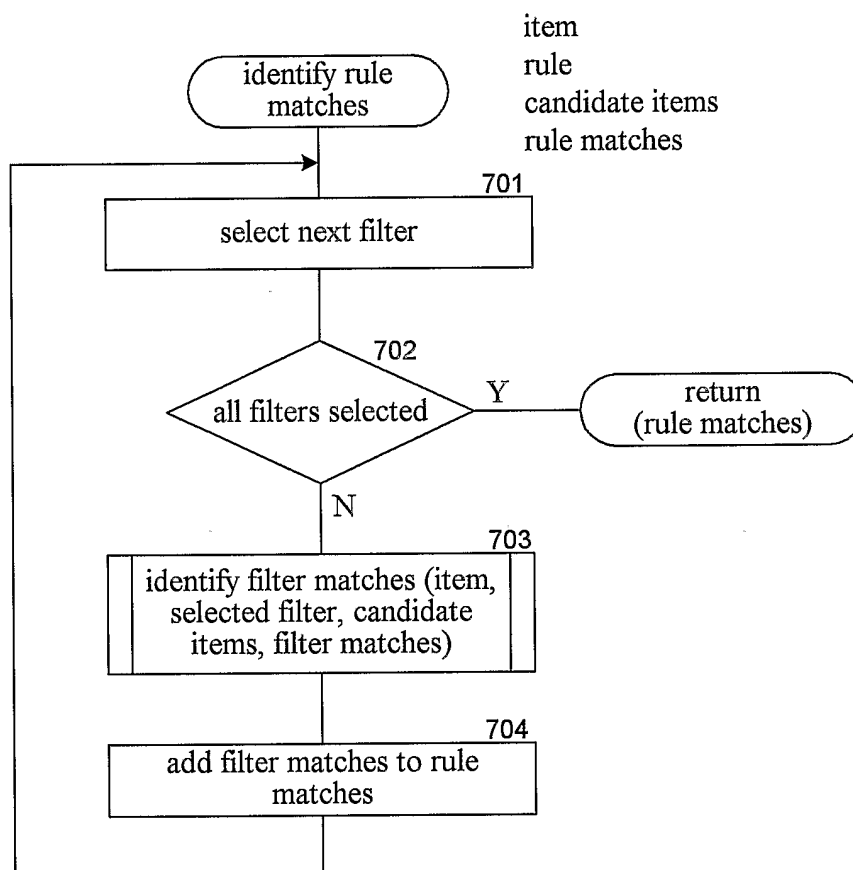 item
rule
candidate items
rule matches
identify rule
matches
701
select next filter
702
all filters selected
Y
return
(rule matches)
N
703
identify filter matches (item,
selected filter, candidate
items, filter matches)
704
add filter matches to rule
matches